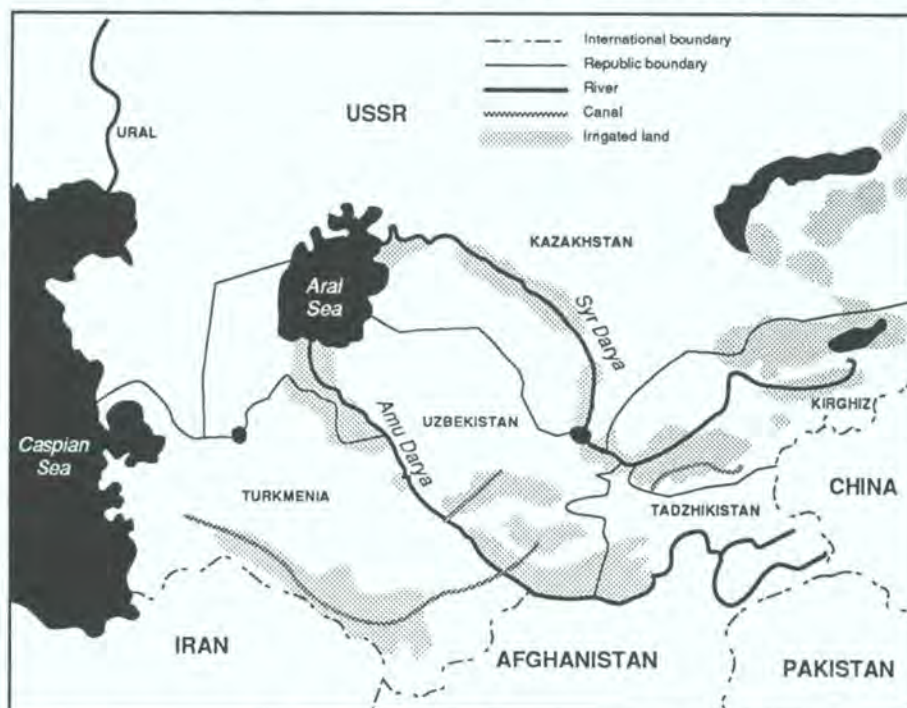 International boundary
Republic boundary
River
Canal
Irrigated land
USSR
URAL
KAZAKHSTAN
Aral
Sea
Syr Darya
KIRGHIZ
UZBEKISTAN
Amu Darya
Caspian
Sea
CHINA
TURKMENIA
TADZHIKISTAN
IRAN
AFGHANISTAN
PAKISTAN